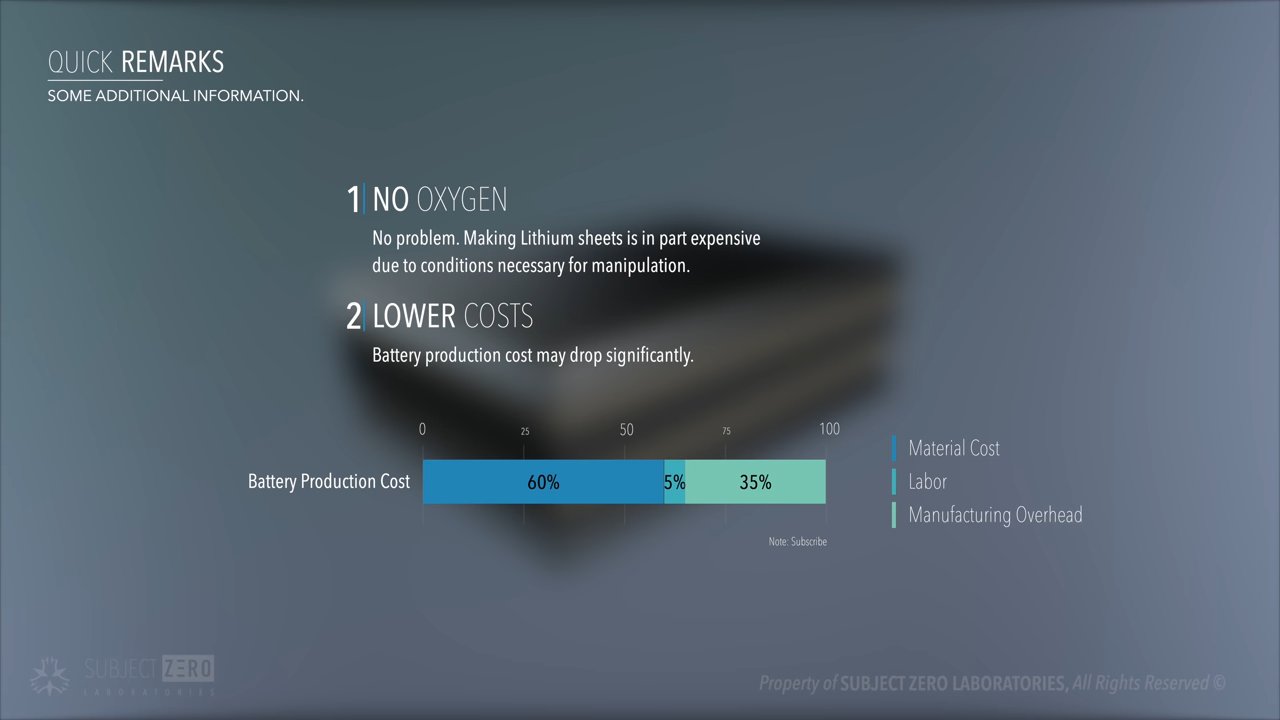 QUICK REMARKS
SOME ADDITIONAL INFORMATION.
1 NO OXYGEN
No problem. Making Lithium sheets is in part expensive
due to conditions necessary for manipulation.
2 LOWER COSTS
Battery production cost may drop significantly.
0 25 50 75 100
Battery Production Cost 60% 5% 35%
Material Cost
Labor
Manufacturing Overhead
Note: Subscribe
SUBJECT ZERO
LABORATORIES
Property of SUBJECT ZERO LABORATORIES, All Rights Reserved ©